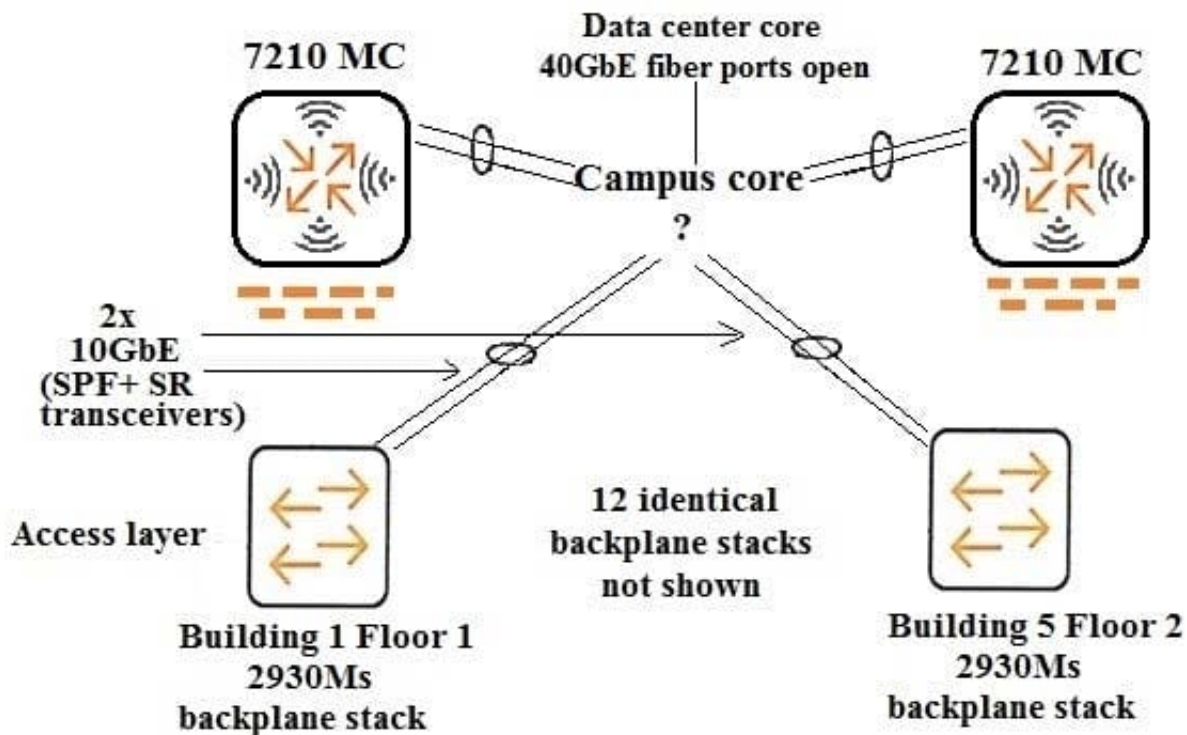 Data center core
40GbE fiber ports open
7210 MC
7210 MC
Campus core
?
2x
10GbE
(SPF+ SR
transceivers)
Access layer
12 identical
backplane stacks
not shown
Building 1 Floor 1
2930Ms
backplane stack
Building 5 Floor 2
2930Ms
backplane stack